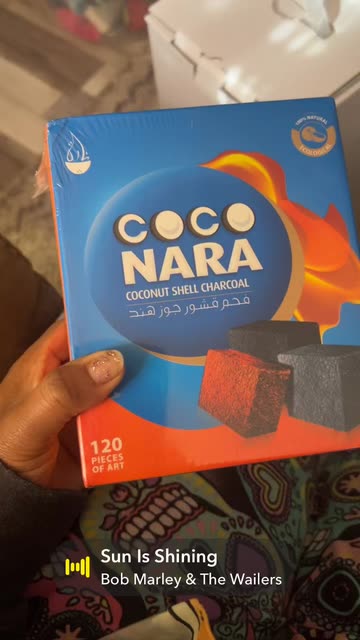 100% NATURAL
ECOLOGICAL
COCO
NARA
COCONUT SHELL CHARCOAL
فحم قشور جوز هند
120
PIECES
OF ART
Sun Is Shining
Bob Marley & The Wailers